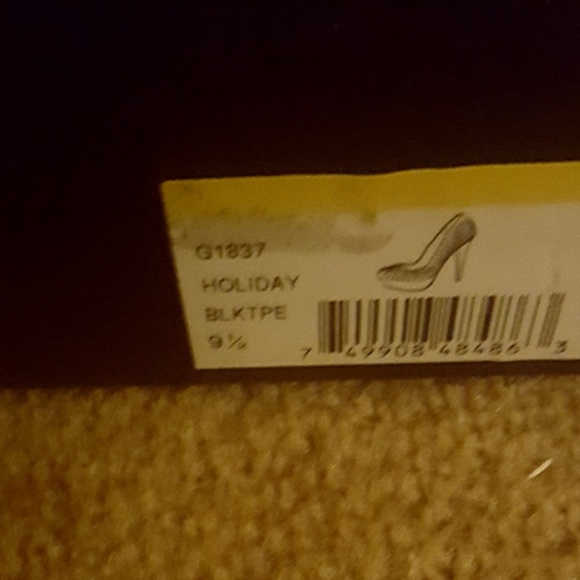 G1837
HOLIDAY
BLKTPE
9½
7 49908 48486 3